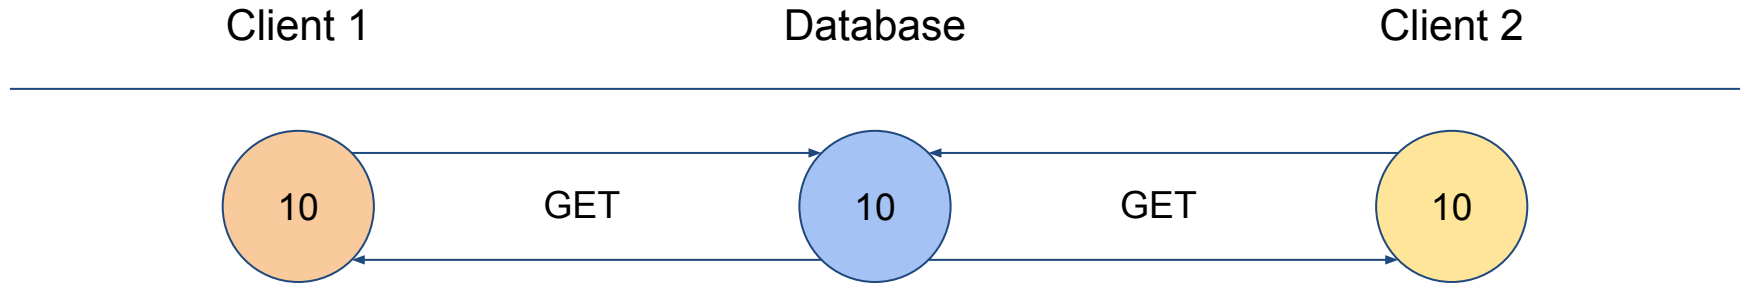 Client 1 Database Client 2
10 GET 10 GET 10